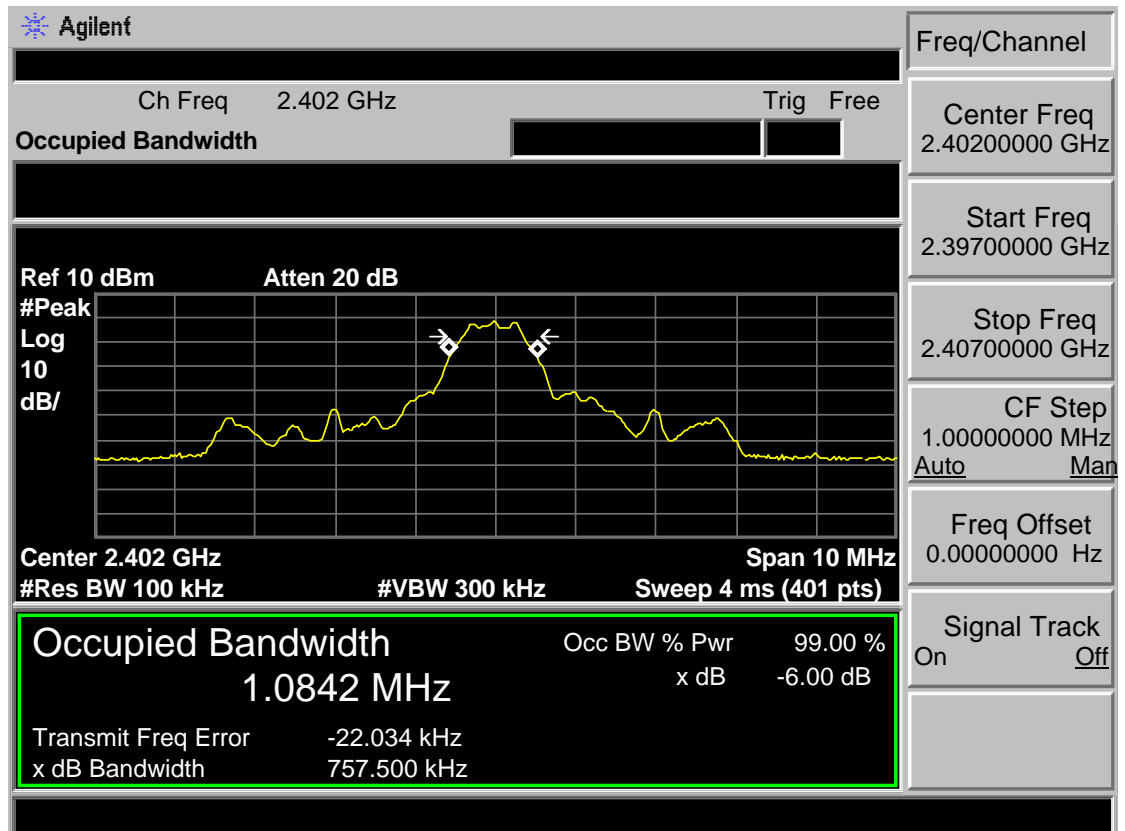 Agilent
Freq/Channel
Ch Freq 2.402 GHz Trig Free
Occupied Bandwidth
Center Freq
2.40200000 GHz
Start Freq
2.39700000 GHz
Stop Freq
2.40700000 GHz
CF Step
1.00000000 MHz
Auto Man
Freq Offset
0.00000000 Hz
Signal Track
On Off
Ref 10 dBm Atten 20 dB
#Peak
Log
10
dB/
Center 2.402 GHz Span 10 MHz
#Res BW 100 kHz #VBW 300 kHz Sweep 4 ms (401 pts)
Occupied Bandwidth
1.0842 MHz
Occ BW % Pwr 99.00 %
x dB -6.00 dB
Transmit Freq Error -22.034 kHz
x dB Bandwidth 757.500 kHz